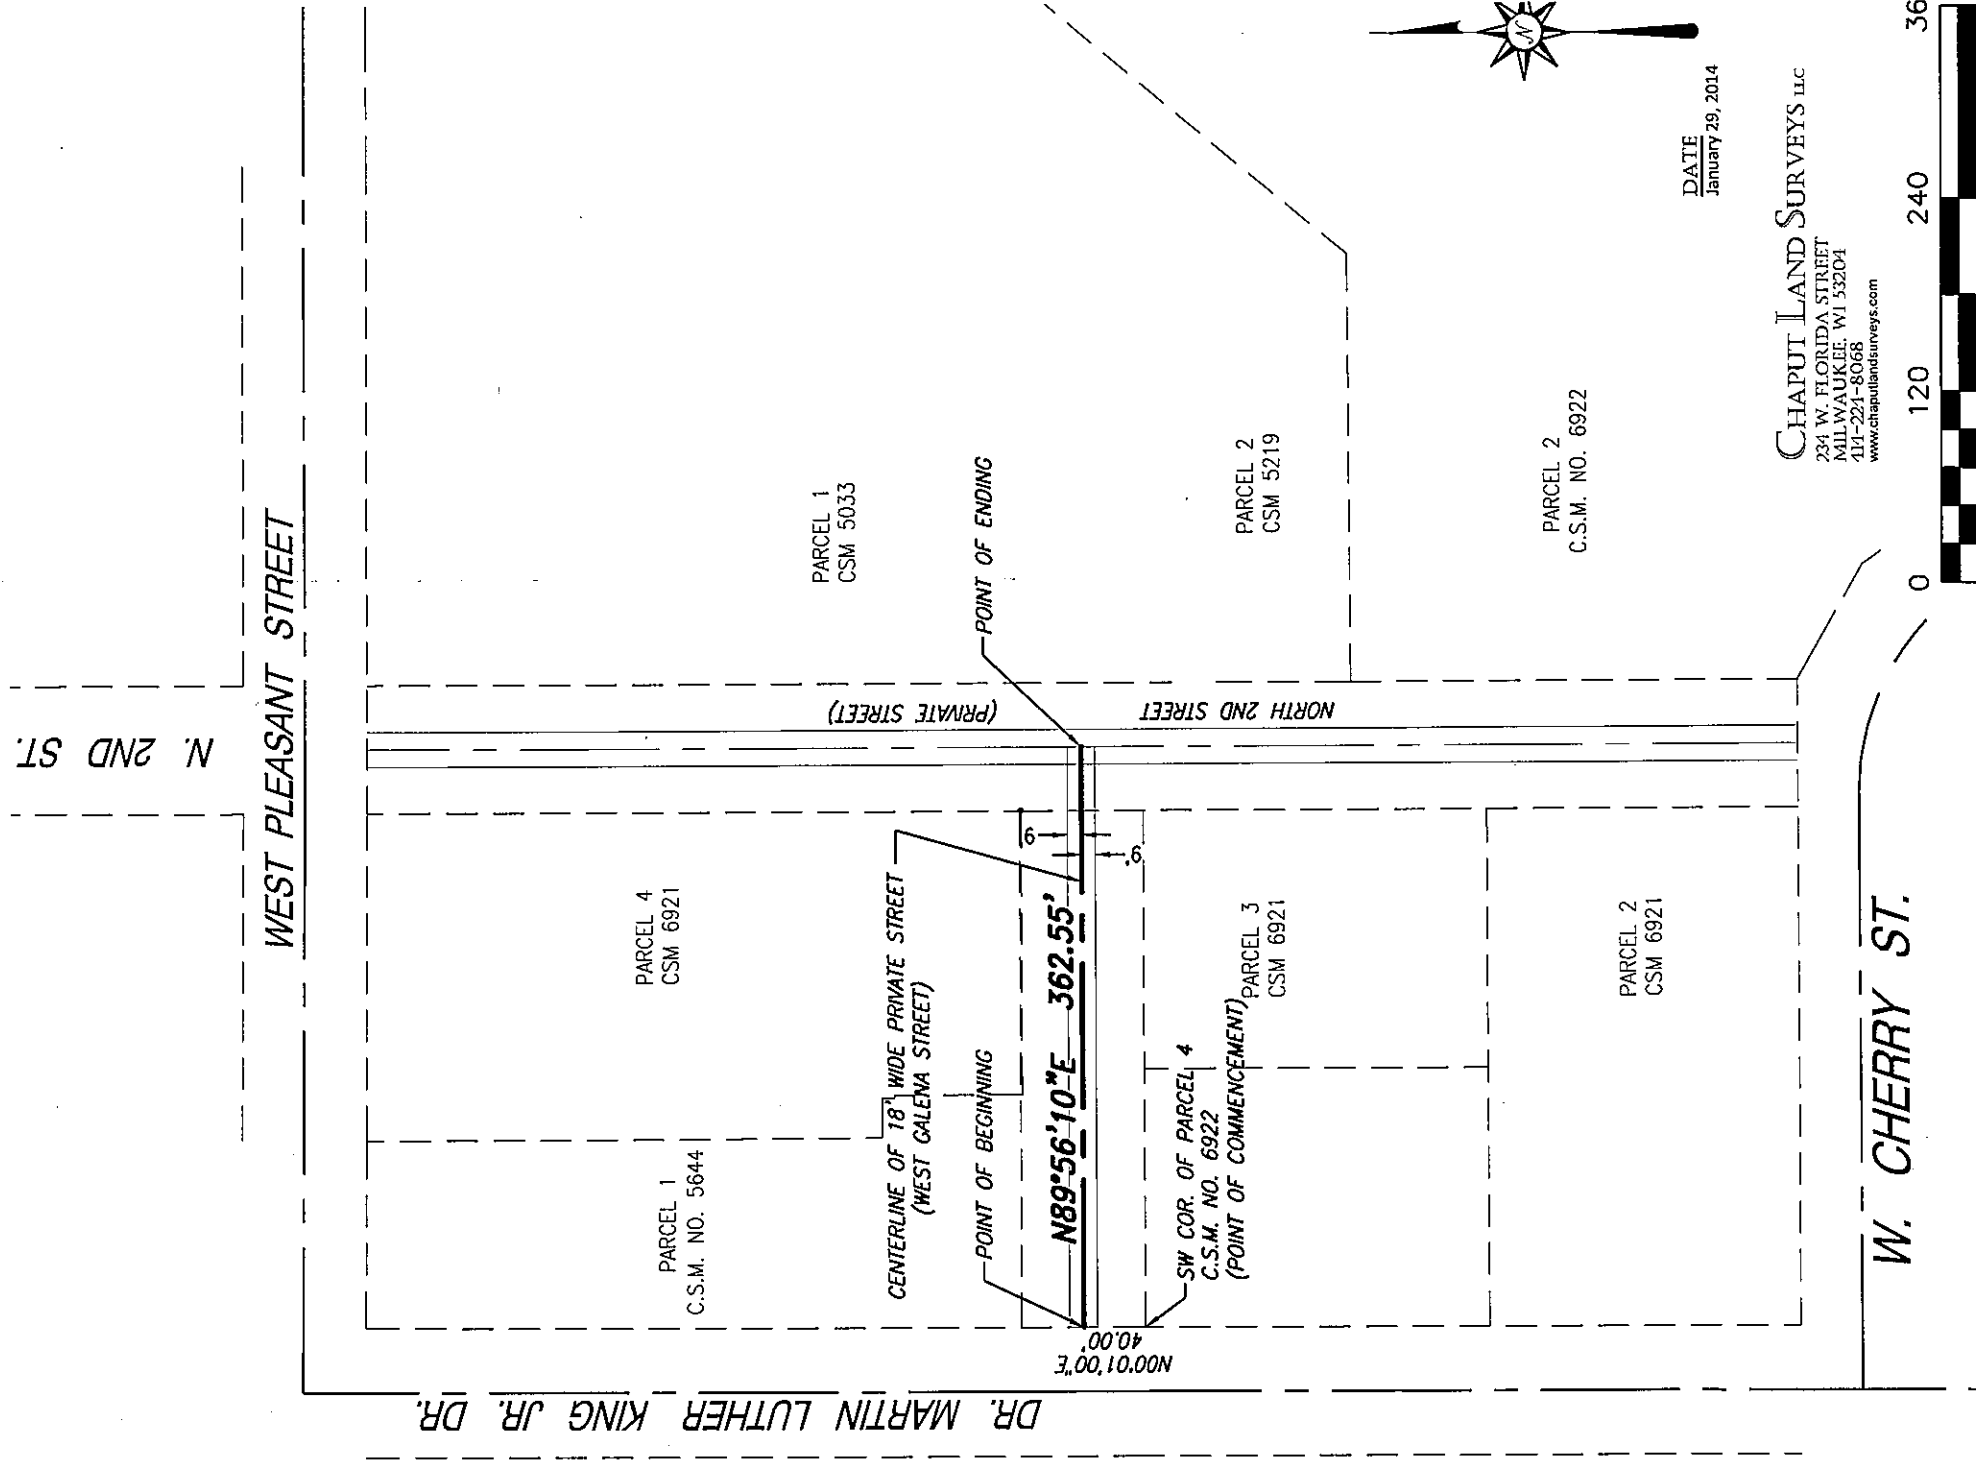 N. 2ND ST.
WEST PLEASANT STREET
DR. MARTIN LUTHER KING JR. DR.
W. CHERRY ST.
NORTH 2ND STREET
(PRIVATE STREET)
PARCEL 1
C.S.M. NO. 5644
PARCEL 4
CSM 6921
PARCEL 1
CSM 5033
CENTERLINE OF 18' WIDE PRIVATE STREET
(WEST GALENA STREET)
POINT OF BEGINNING
POINT OF ENDING
N89°56'10"E 362.55'
9'
9'
N00°01'00"E
40.00'
SW COR. OF PARCEL 4
C.S.M. NO. 6922
(POINT OF COMMENCEMENT)
PARCEL 3
CSM 6921
PARCEL 2
CSM 5219
PARCEL 2
C.S.M. NO. 6922
PARCEL 2
CSM 6921
N
DATE
January 29, 2014
CHAPUT LAND SURVEYS LLC
234 W. FLORIDA STREET
MILWAUKEE, WI 53204
414-224-8068
www.chaputlandsurveys.com
0 120 240 36